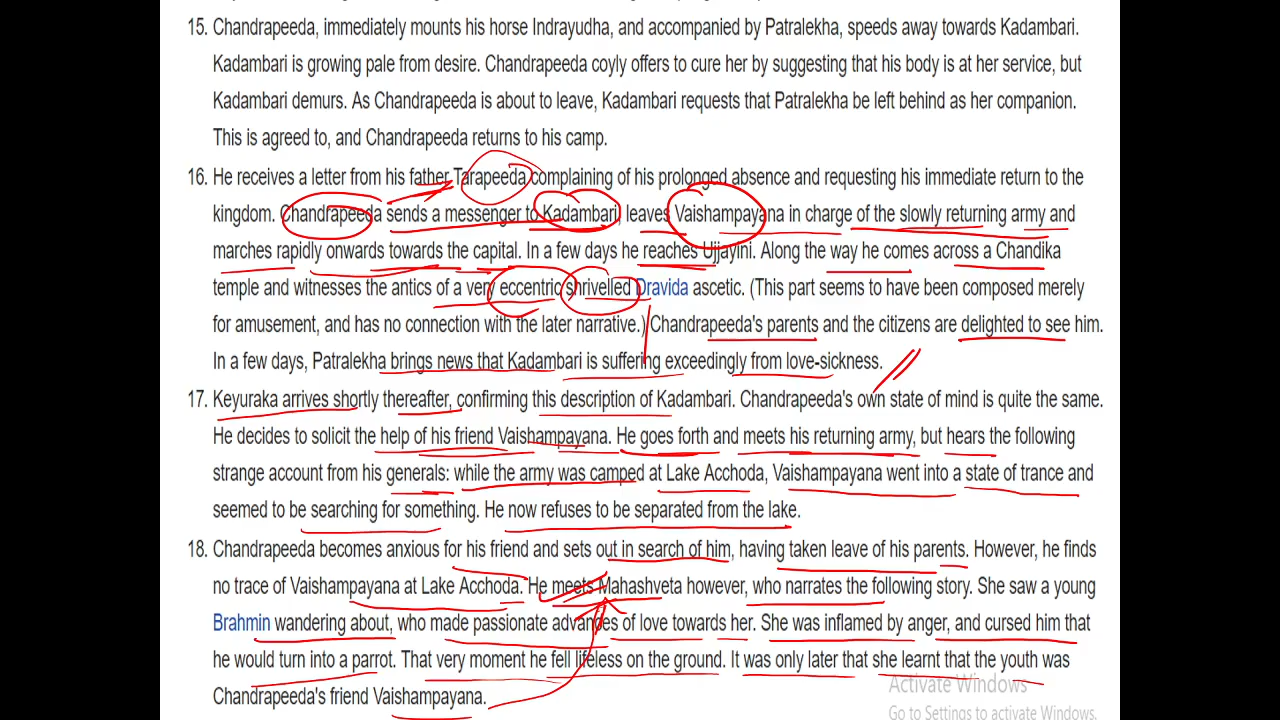 15. Chandrapeeda, immediately mounts his horse Indrayudha, and accompanied by Patralekha, speeds away towards Kadambari.
Kadambari is growing pale from desire. Chandrapeeda coyly offers to cure her by suggesting that his body is at her service, but
Kadambari demurs. As Chandrapeeda is about to leave, Kadambari requests that Patralekha be left behind as her companion.
This is agreed to, and Chandrapeeda returns to his camp.
16. He receives a letter from his father Tarapeeda complaining of his prolonged absence and requesting his immediate return to the
kingdom. Chandrapeeda sends a messenger to Kadambari, leaves Vaishampayana in charge of the slowly returning army and
marches rapidly onwards towards the capital. In a few days he reaches Ujjayini. Along the way he comes across a Chandika
temple and witnesses the antics of a very eccentric shrivelled Dravida ascetic. (This part seems to have been composed merely
for amusement, and has no connection with the later narrative.) Chandrapeeda's parents and the citizens are delighted to see him.
In a few days, Patralekha brings news that Kadambari is suffering exceedingly from love-sickness.
17. Keyuraka arrives shortly thereafter, confirming this description of Kadambari. Chandrapeeda's own state of mind is quite the same.
He decides to solicit the help of his friend Vaishampayana. He goes forth and meets his returning army, but hears the following
strange account from his generals: while the army was camped at Lake Acchoda, Vaishampayana went into a state of trance and
seemed to be searching for something. He now refuses to be separated from the lake.
18. Chandrapeeda becomes anxious for his friend and sets out in search of him, having taken leave of his parents. However, he finds
no trace of Vaishampayana at Lake Acchoda. He meets Mahashveta however, who narrates the following story. She saw a young
Brahmin wandering about, who made passionate advances of love towards her. She was inflamed by anger, and cursed him that
he would turn into a parrot. That very moment he fell lifeless on the ground. It was only later that she learnt that the youth was
Chandrapeeda's friend Vaishampayana.
Activate Windows
Go to Settings to activate Windows.